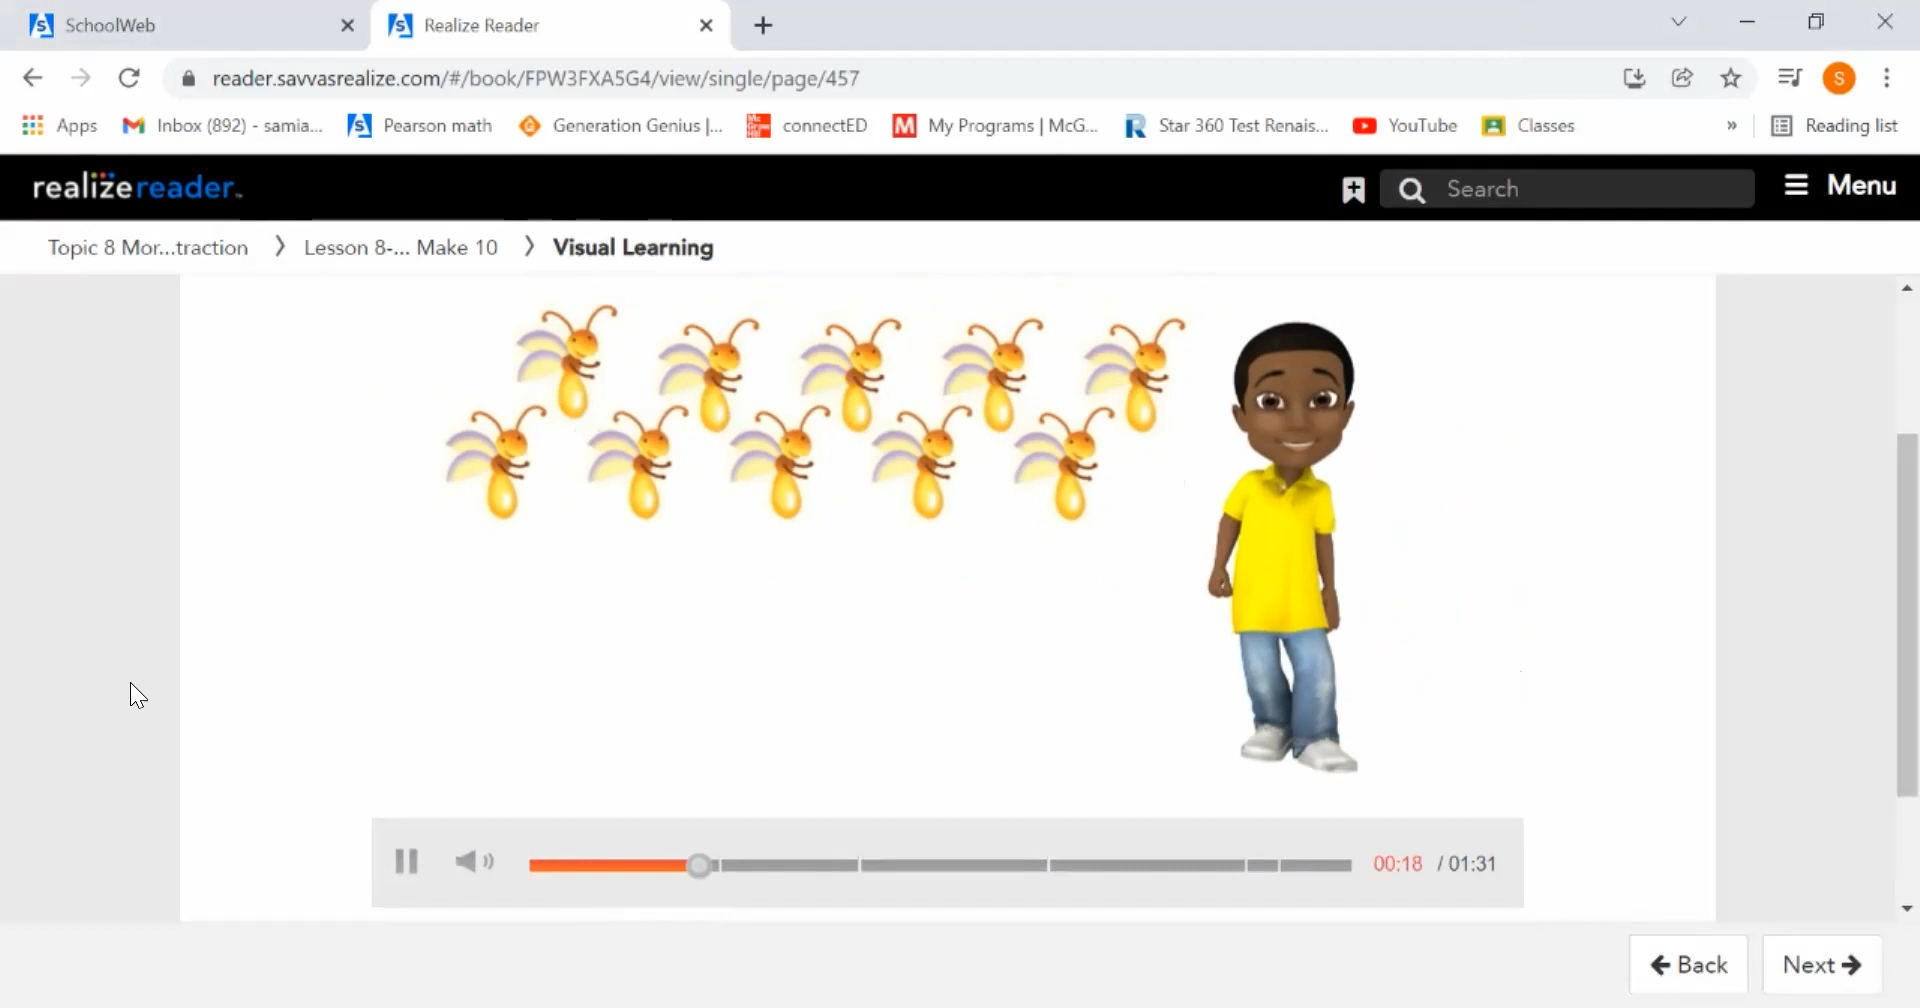 SchoolWeb
Realize Reader
reader.savvasrealize.com/#/book/FPW3FXA5G4/view/single/page/457
S
Apps
Inbox (892) - samia...
Pearson math
Generation Genius |...
connectED
My Programs | McG...
Star 360 Test Renais...
YouTube
Classes
»
Reading list
realizereader™
Search
Menu
Topic 8 Mor...traction > Lesson 8-... Make 10 > Visual Learning
00:18 / 01:31
Back
Next